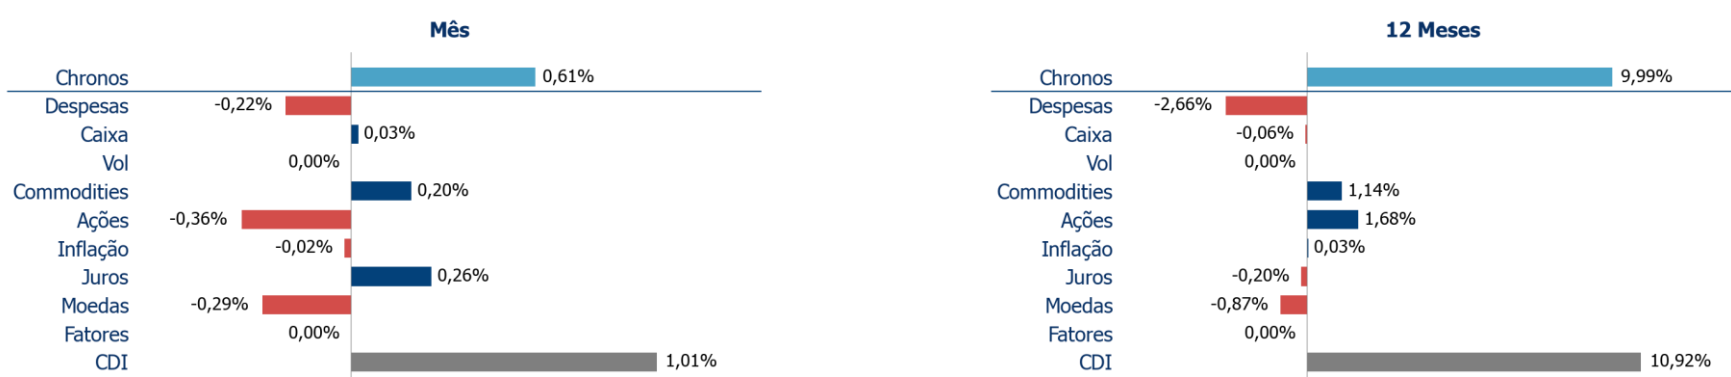 Mês
Chronos 0,61%
Despesas -0,22%
Caixa 0,03%
Vol 0,00%
Commodities 0,20%
Ações -0,36%
Inflação -0,02%
Juros 0,26%
Moedas -0,29%
Fatores 0,00%
CDI 1,01%
12 Meses
Chronos 9,99%
Despesas -2,66%
Caixa -0,06%
Vol 0,00%
Commodities 1,14%
Ações 1,68%
Inflação 0,03%
Juros -0,20%
Moedas -0,87%
Fatores 0,00%
CDI 10,92%